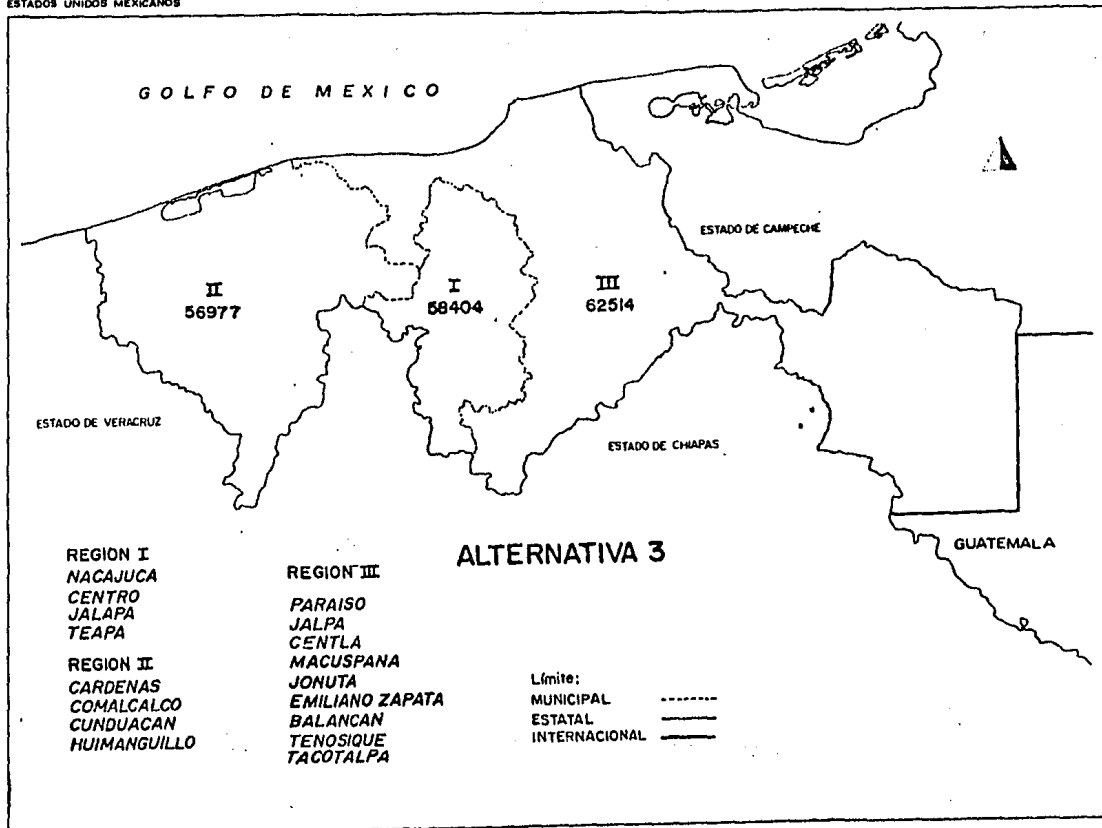 ESTADOS UNIDOS MEXICANOS
GOLFO DE MEXICO
ESTADO DE CAMPECHE
II
56977
I
58404
III
62514
ESTADO DE VERACRUZ
ESTADO DE CHIAPAS
GUATEMALA
ALTERNATIVA 3
REGION I
NACAJUCA
CENTRO
JALAPA
TEAPA
REGION II
CARDENAS
COMALCALCO
CUNDUACAN
HUIMANGUILLO
REGION III
PARAISO
JALPA
CENTLA
MACUSPANA
JONUTA
EMILIANO ZAPATA
BALANCAN
TENOSIQUE
TACOTALPA
Límite:
MUNICIPAL
ESTATAL
INTERNACIONAL